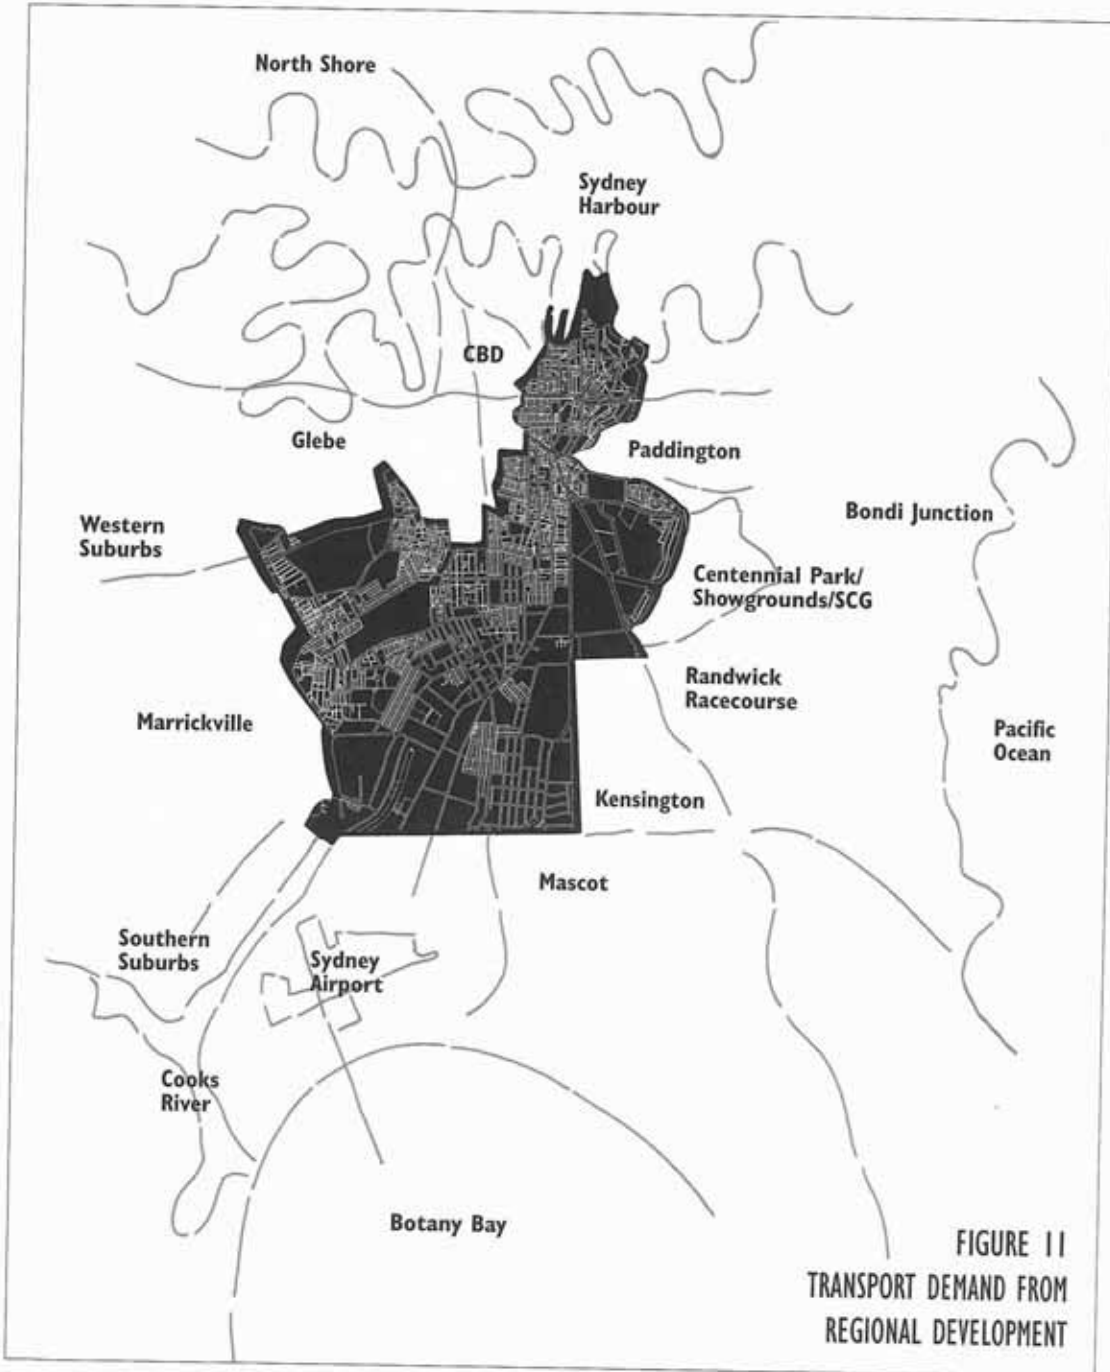 North Shore
Sydney
Harbour
CBD
Glebe
Paddington
Western
Suburbs
Bondi Junction
Centennial Park/
Showgrounds/SCG
Randwick
Racecourse
Marrickville
Pacific
Ocean
Kensington
Mascot
Southern
Suburbs
Sydney
Airport
Cooks
River
Botany Bay
FIGURE 11
TRANSPORT DEMAND FROM
REGIONAL DEVELOPMENT